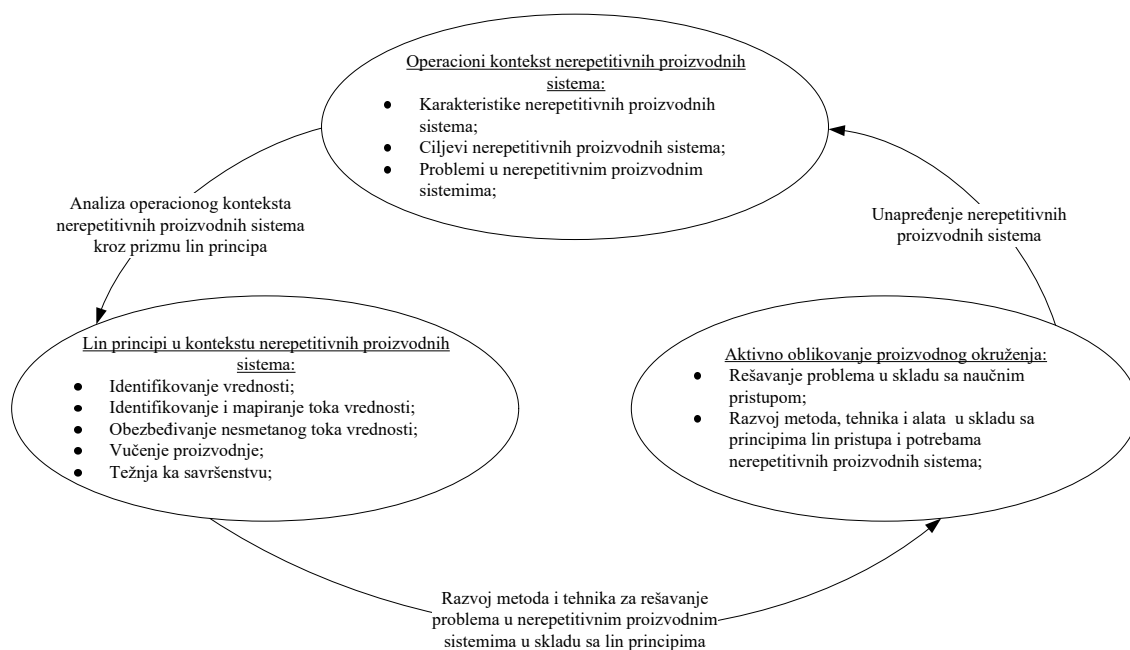 Operacioni kontekst nerepetitivnih proizvodnih
sistema:
● Karakteristike nerepetitivnih proizvodnih
sistema;
● Ciljevi nerepetitivnih proizvodnih sistema;
● Problemi u nerepetitivnim proizvodnim
sistemima;
Analiza operacionog konteksta
nerepetitivnih proizvodnih sistema
kroz prizmu lin principa
Unapređenje nerepetitivnih
proizvodnih sistema
Lin principi u kontekstu nerepetitivnih proizvodnih
sistema:
● Identifikovanje vrednosti;
● Identifikovanje i mapiranje toka vrednosti;
● Obezbeđivanje nesmetanog toka vrednosti;
● Vučenje proizvodnje;
● Težnja ka savršenstvu;
Aktivno oblikovanje proizvodnog okruženja:
● Rešavanje problema u skladu sa naučnim
pristupom;
● Razvoj metoda, tehnika i alata u skladu sa
principima lin pristupa i potrebama
nerepetitivnih proizvodnih sistema;
Razvoj metoda i tehnika za rešavanje
problema u nerepetitivnim proizvodnim
sistemima u skladu sa lin principima